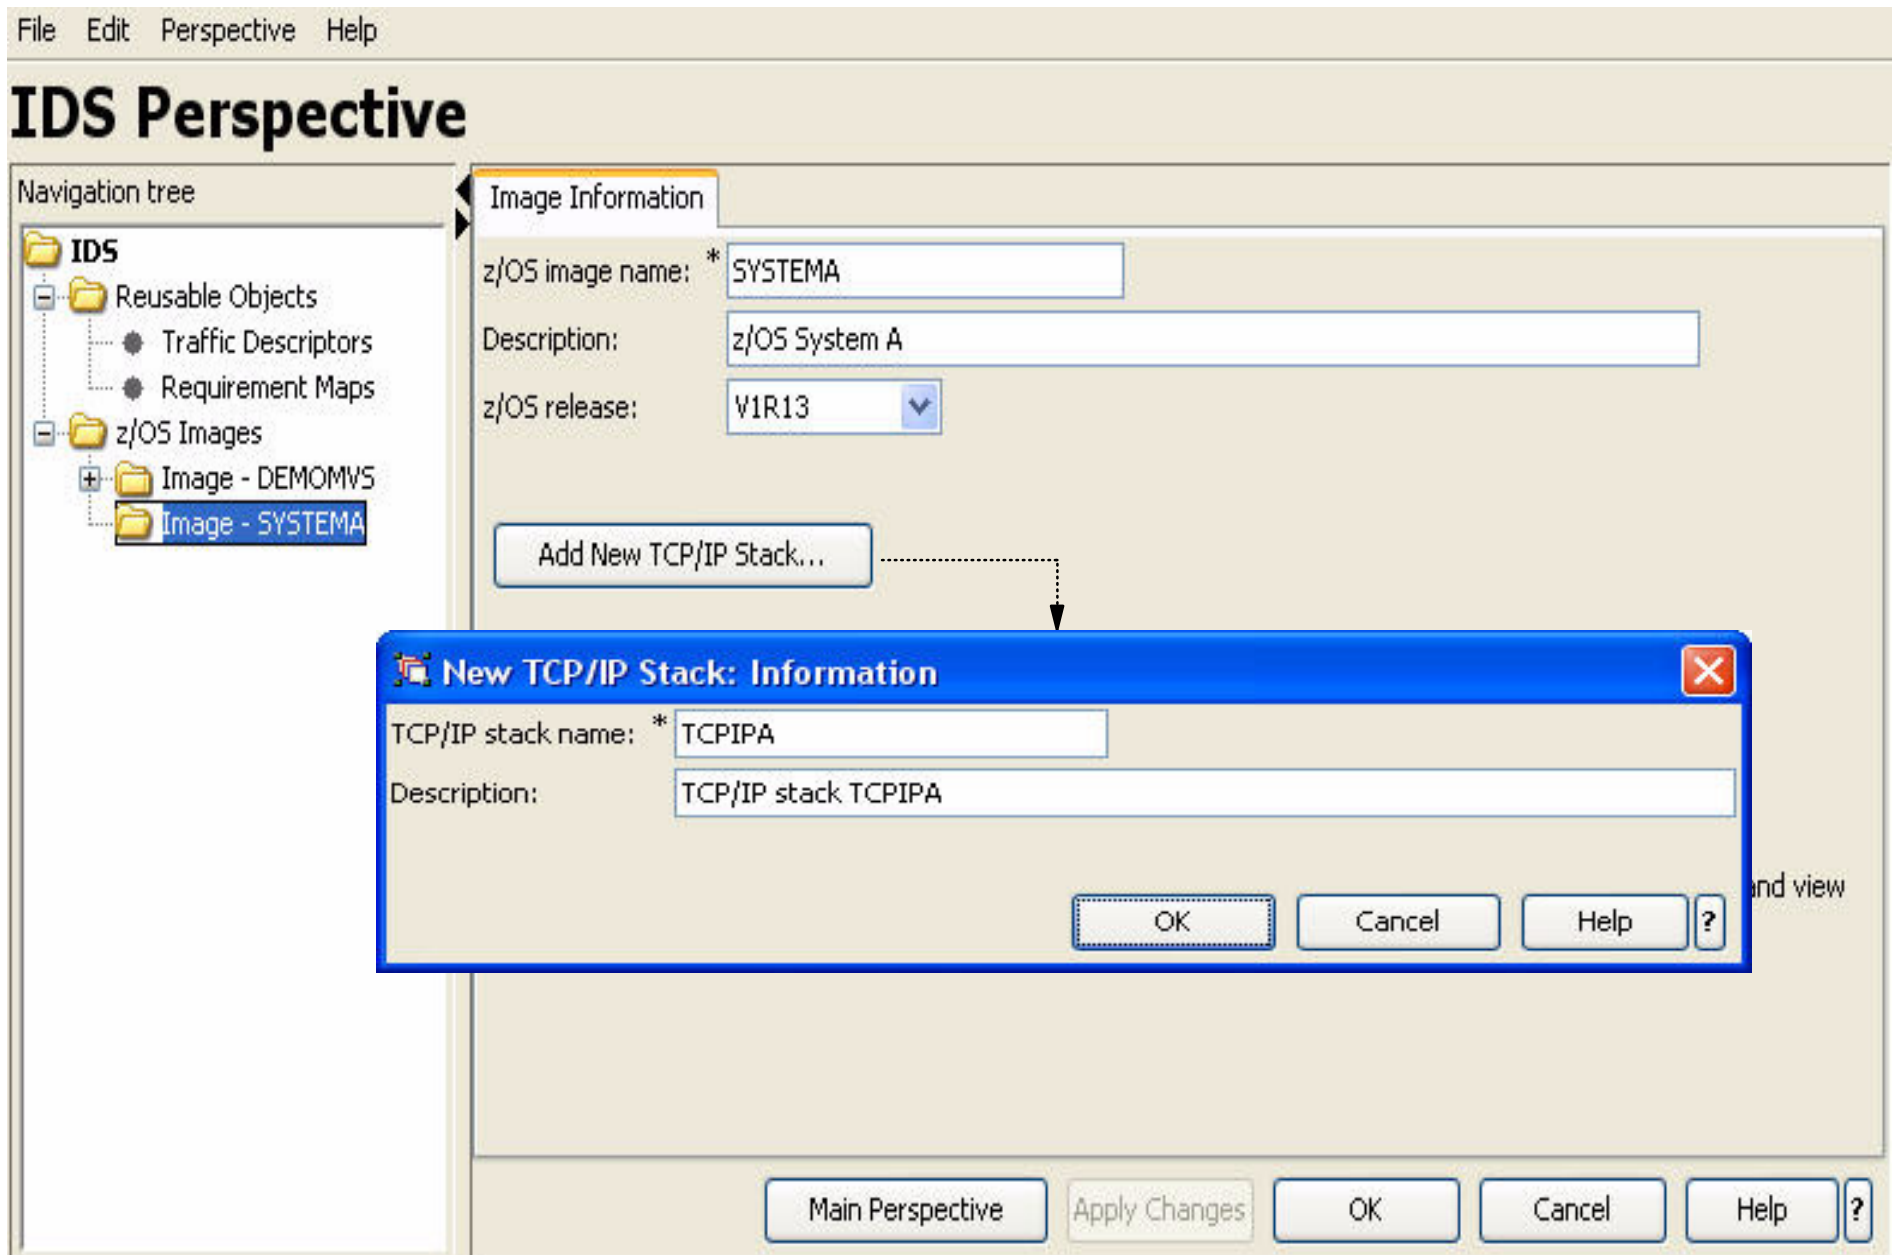 File Edit Perspective Help
IDS Perspective
Navigation tree
IDS
Reusable Objects
Traffic Descriptors
Requirement Maps
z/OS Images
Image - DEMOMVS
Image - SYSTEMA
Image Information
z/OS image name: * SYSTEMA
Description: z/OS System A
z/OS release: V1R13
Add New TCP/IP Stack...
New TCP/IP Stack: Information
TCP/IP stack name: * TCPIPA
Description: TCP/IP stack TCPIPA
OK Cancel Help ?
and view
Main Perspective Apply Changes OK Cancel Help ?